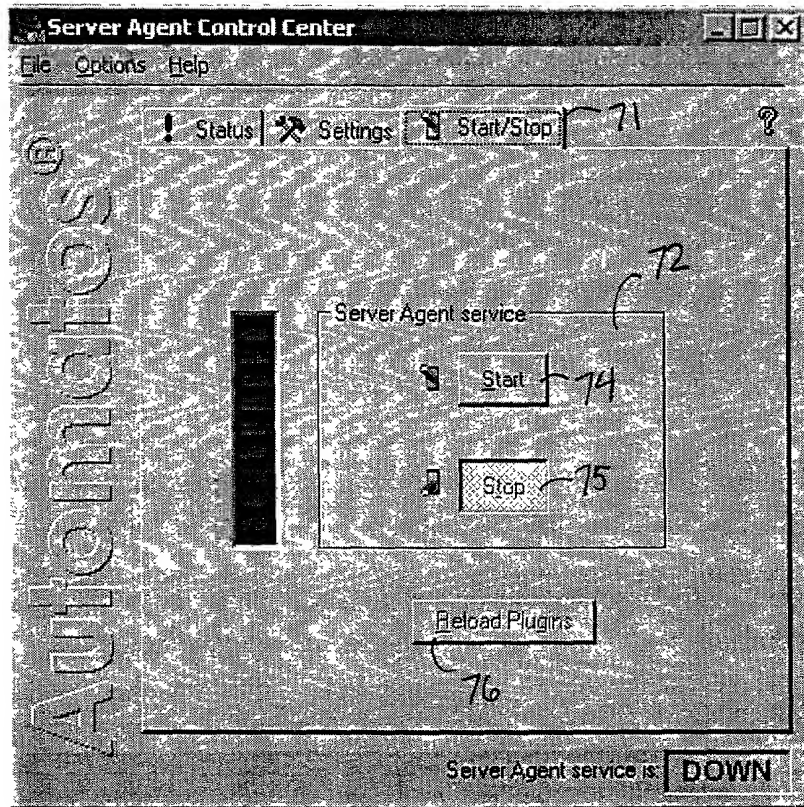 Server Agent Control Center
File Options Help
! Status Settings Start/Stop 71 ?
Automatos®
72
Server Agent service
Start 74
Stop 75
Reload Plugins
76
Server Agent service is: DOWN